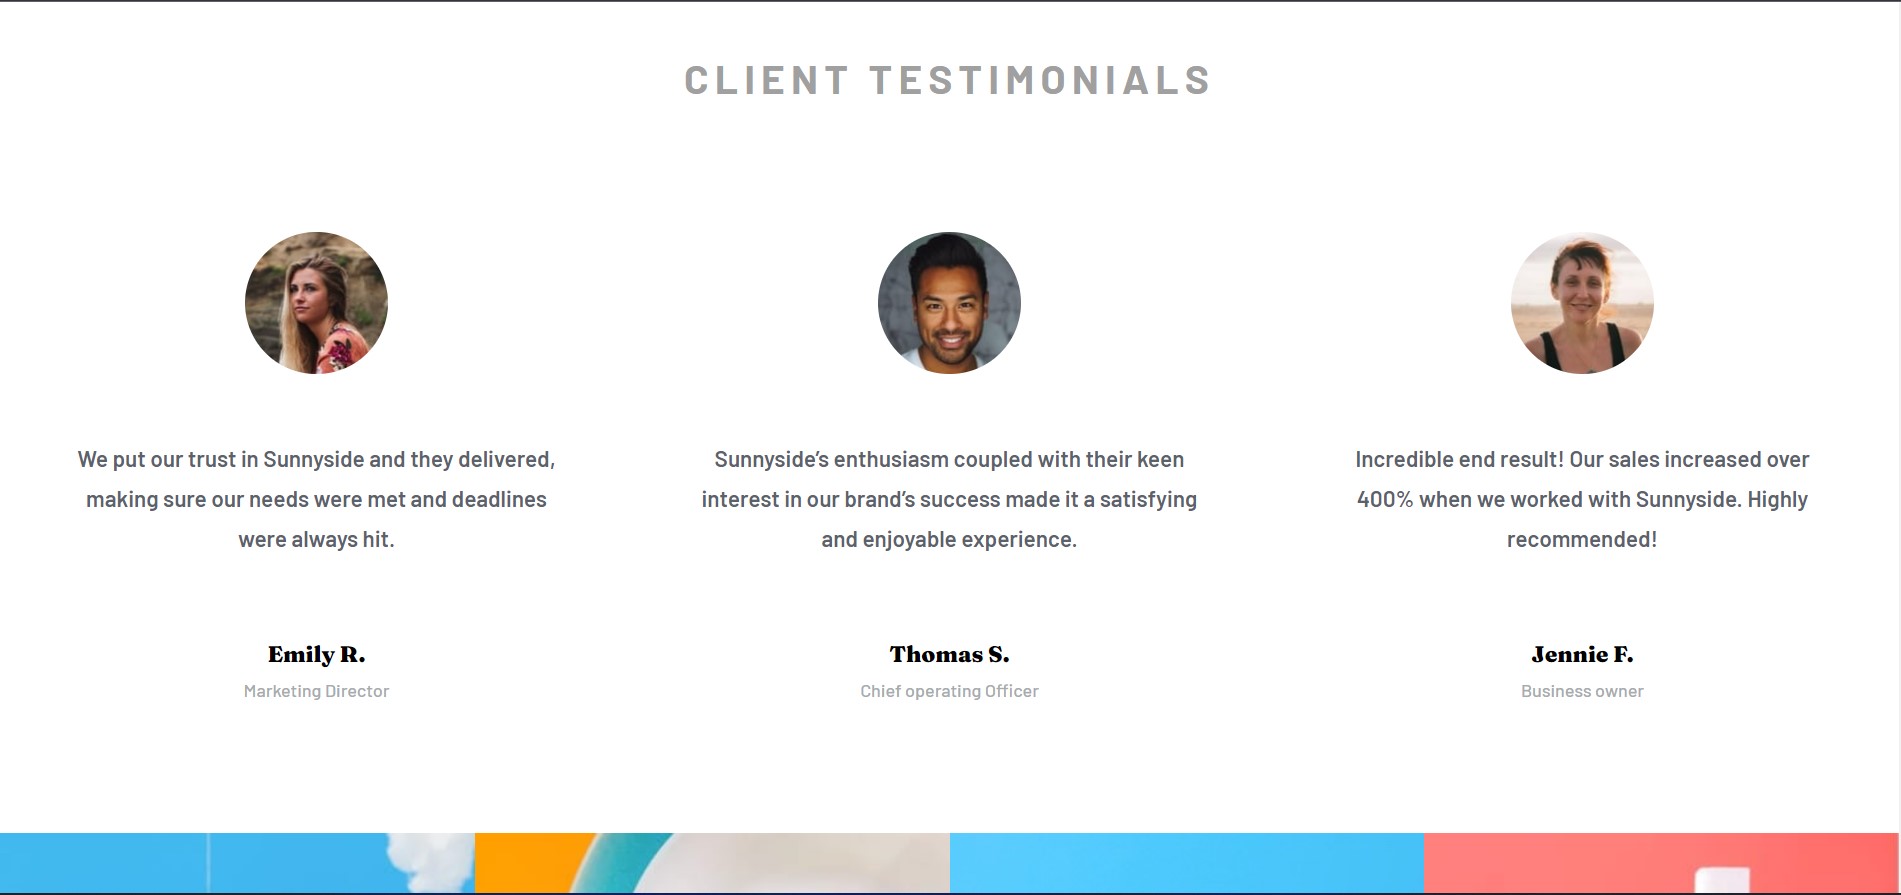 CLIENT TESTIMONIALS
We put our trust in Sunnyside and they delivered,
making sure our needs were met and deadlines
were always hit.
Emily R.
Marketing Director
Sunnyside’s enthusiasm coupled with their keen
interest in our brand’s success made it a satisfying
and enjoyable experience.
Thomas S.
Chief operating Officer
Incredible end result! Our sales increased over
400% when we worked with Sunnyside. Highly
recommended!
Jennie F.
Business owner